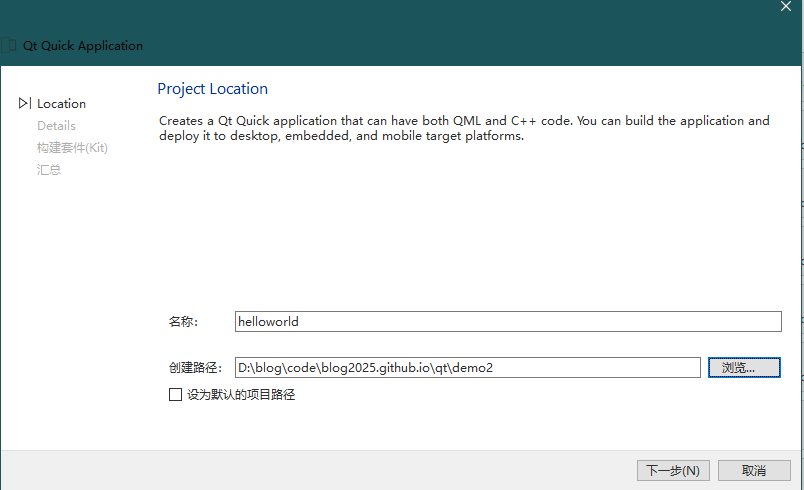 Qt Quick Application
Location
Details
构建套件(Kit)
汇总
Project Location
Creates a Qt Quick application that can have both QML and C++ code. You can build the application and
deploy it to desktop, embedded, and mobile target platforms.
名称:
helloworld
创建路径:
D:\blog\code\blog2025.github.io\qt\demo2
浏览...
设为默认的项目路径
下一步(N)
取消